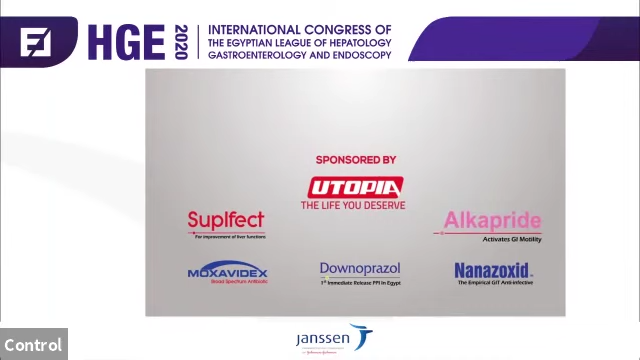 HGE
2020
INTERNATIONAL CONGRESS OF
THE EGYPTIAN LEAGUE OF HEPATOLOGY
GASTROENTEROLOGY AND ENDOSCOPY
SPONSORED BY
UTOPIA
THE LIFE YOU DESERVE
Suplfect
For improvement of liver functions
Alkapride
Activates GI Motility
MOXAVIDEX
Broad Spectrum Antibiotic
Downoprazol
1st Immediate Release PPI In Egypt
Nanazoxid™
The Empirical GIT Anti-infective
Control
janssen